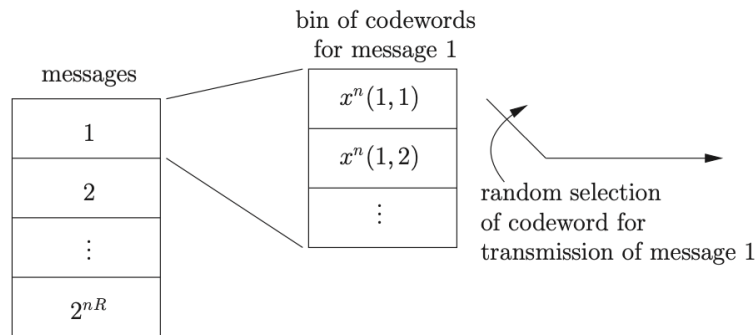 bin of codewords
for message 1
messages
1
2
⋮
2^{nR}
x^n(1,1)
x^n(1,2)
⋮
random selection
of codeword for
transmission of message 1